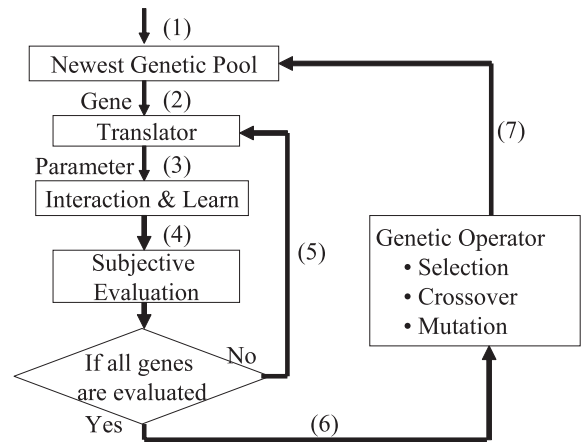 (1)
Newest Genetic Pool
Gene (2)
Translator
Parameter (3)
Interaction & Learn
(4)
Subjective
Evaluation
(5)
If all genes
are evaluated
No
Yes
(6)
Genetic Operator
• Selection
• Crossover
• Mutation
(7)